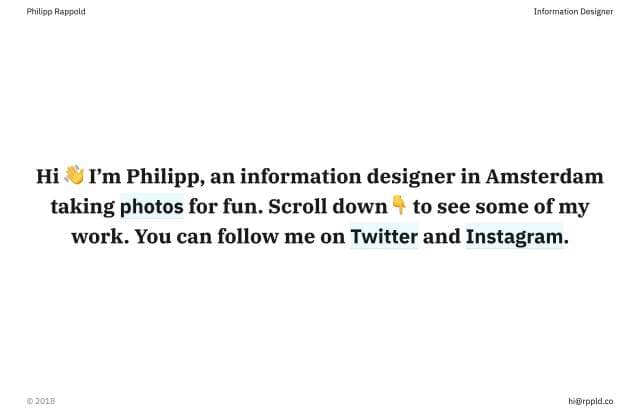 Philipp Rappold
Information Designer
Hi 👋 I’m Philipp, an information designer in Amsterdam
taking photos for fun. Scroll down👇 to see some of my
work. You can follow me on Twitter and Instagram.
© 2018
hi@rppld.co